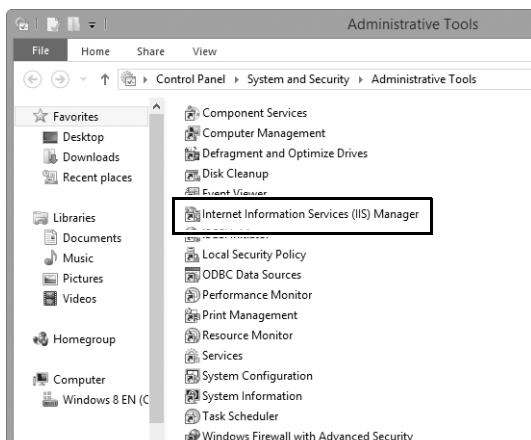 Administrative Tools
File Home Share View
Control Panel System and Security Administrative Tools
Favorites
Desktop
Downloads
Recent places
Libraries
Documents
Music
Pictures
Videos
Homegroup
Computer
Windows 8 EN (C
Component Services
Computer Management
Defragment and Optimize Drives
Disk Cleanup
Event Viewer
Internet Information Services (IIS) Manager
Local Security Policy
ODBC Data Sources
Performance Monitor
Print Management
Resource Monitor
Services
System Configuration
System Information
Task Scheduler
Windows Firewall with Advanced Security